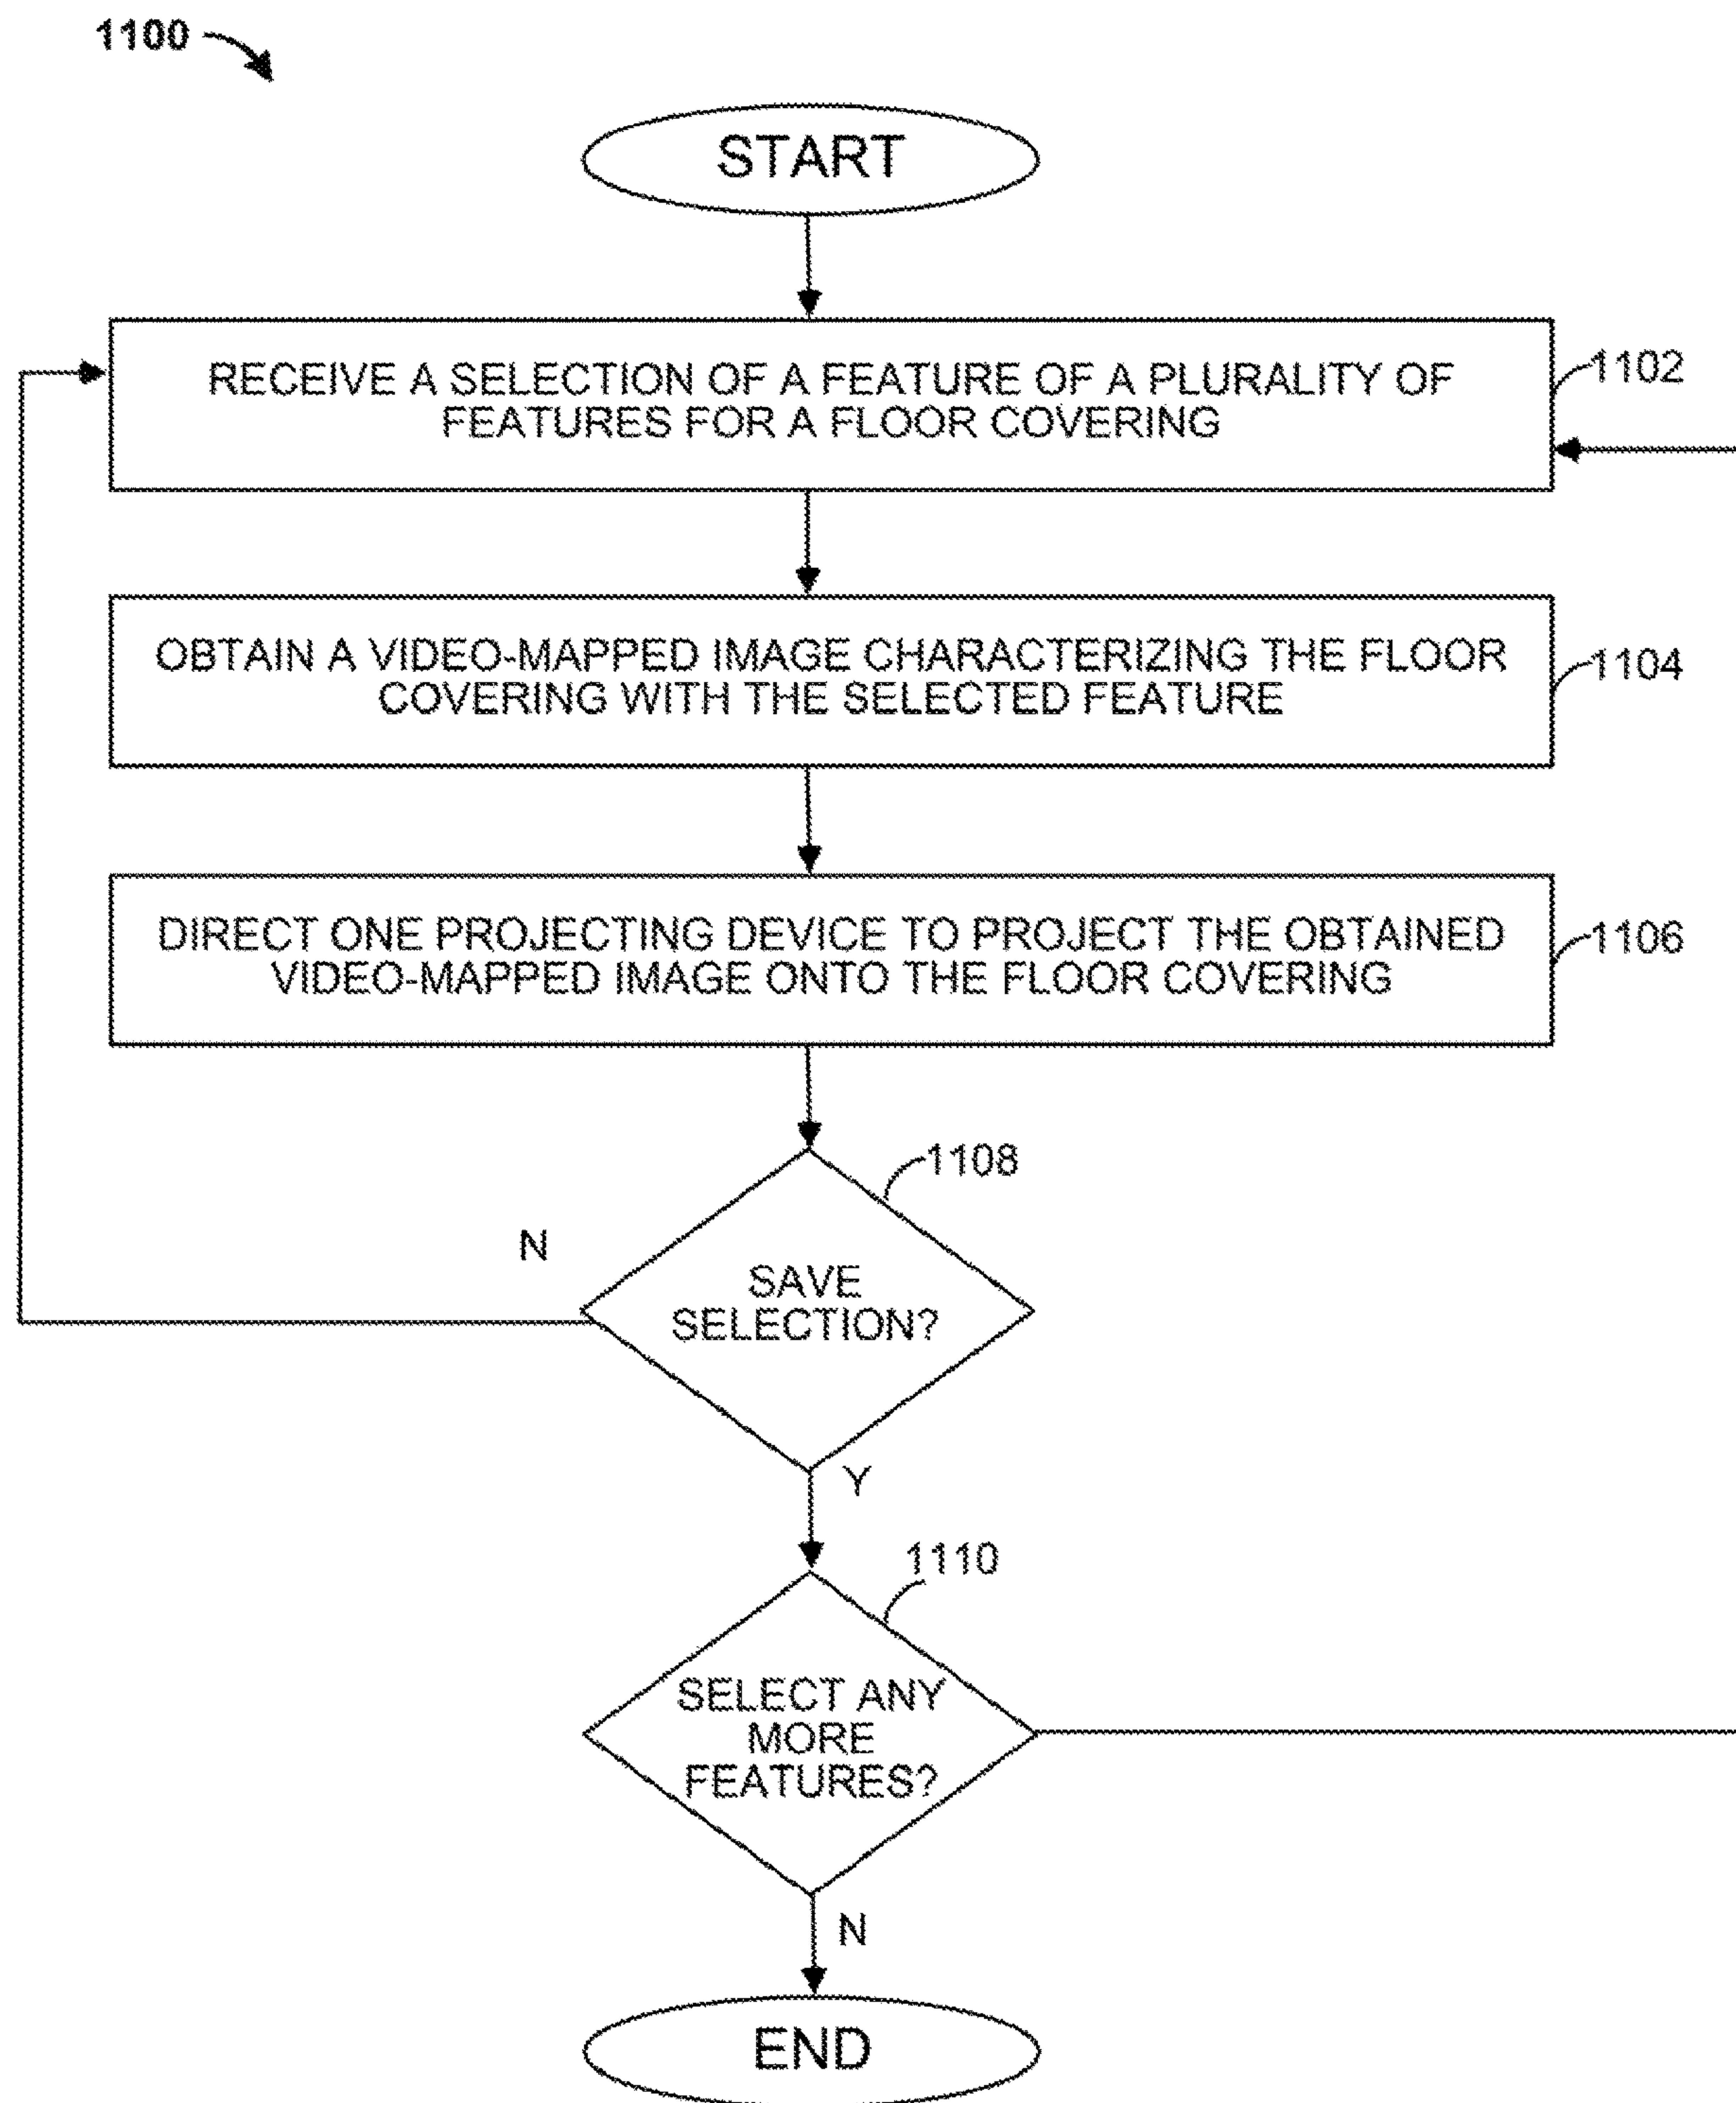 1100
START
RECEIVE A SELECTION OF A FEATURE OF A PLURALITY OF
FEATURES FOR A FLOOR COVERING
1102
OBTAIN A VIDEO-MAPPED IMAGE CHARACTERIZING THE FLOOR
COVERING WITH THE SELECTED FEATURE
1104
DIRECT ONE PROJECTING DEVICE TO PROJECT THE OBTAINED
VIDEO-MAPPED IMAGE ONTO THE FLOOR COVERING
1106
1108
N
SAVE
SELECTION?
Y
1110
SELECT ANY
MORE
FEATURES?
N
END